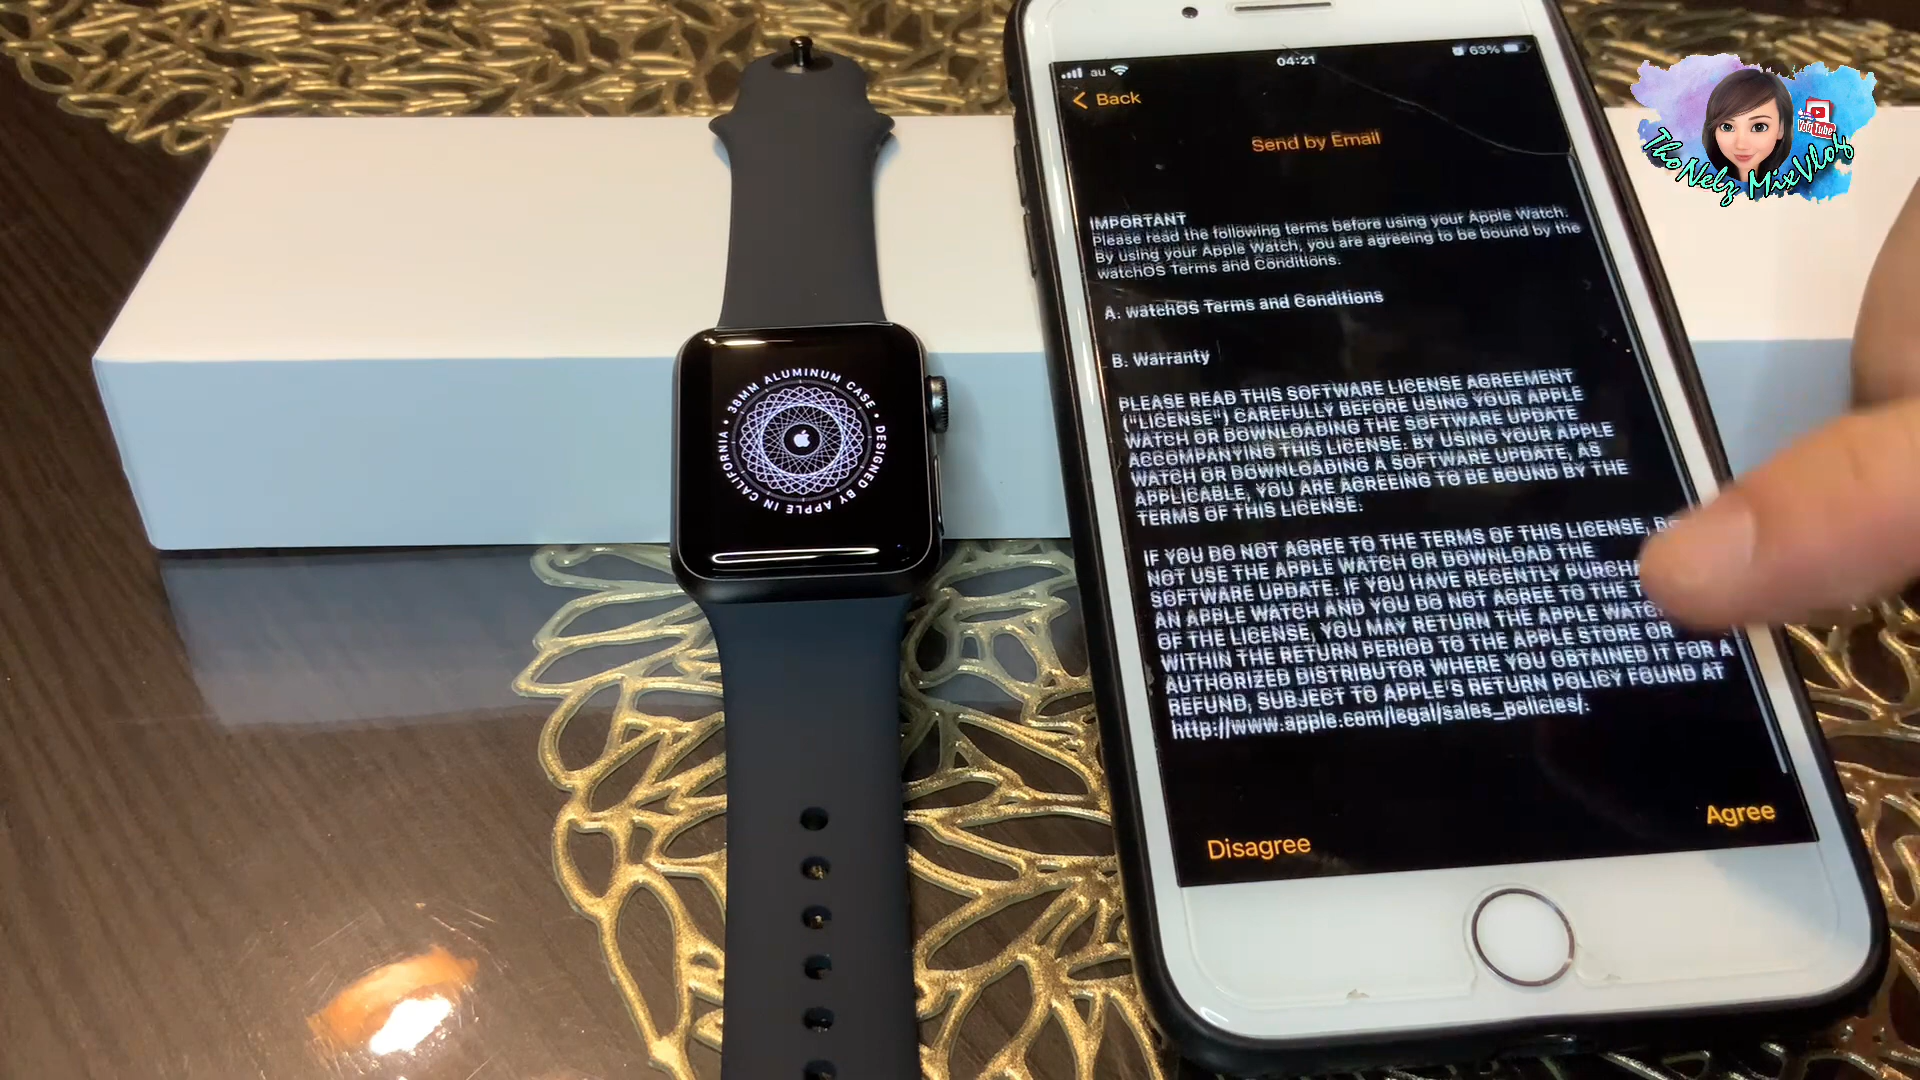 au
04:21
63%
Back
Send by Email
IMPORTANT
Please read the following terms before using your Apple Watch.
By using your Apple Watch, you are agreeing to be bound by the
watchOS Terms and Conditions.
A: watchOS Terms and Conditions
B: Warranty
PLEASE READ THIS SOFTWARE LICENSE AGREEMENT
("LICENSE") CAREFULLY BEFORE USING YOUR APPLE
WATCH OR DOWNLOADING THE SOFTWARE UPDATE
ACCOMPANYING THIS LICENSE. BY USING YOUR APPLE
WATCH OR DOWNLOADING A SOFTWARE UPDATE, AS
APPLICABLE, YOU ARE AGREEING TO BE BOUND BY THE
TERMS OF THIS LICENSE.
IF YOU DO NOT AGREE TO THE TERMS OF THIS LICENSE,
NOT USE THE APPLE WATCH OR DOWNLOAD THE
SOFTWARE UPDATE. IF YOU HAVE RECENTLY
AN APPLE WATCH AND YOU DO NOT AGREE TO THE
OF THE LICENSE, YOU MAY RETURN THE APPLE
WITHIN THE RETURN PERIOD TO THE APPLE STORE OR
AUTHORIZED DISTRIBUTOR WHERE YOU OBTAINED IT FOR A
REFUND, SUBJECT TO APPLE'S RETURN POLICY FOUND AT
http://www.apple.com/legal/sales_policies/:
Disagree
Agree
38MM ALUMINUM CASE • DESIGNED BY APPLE IN CALIFORNIA •
YouTube
ThoNelz MixVlog